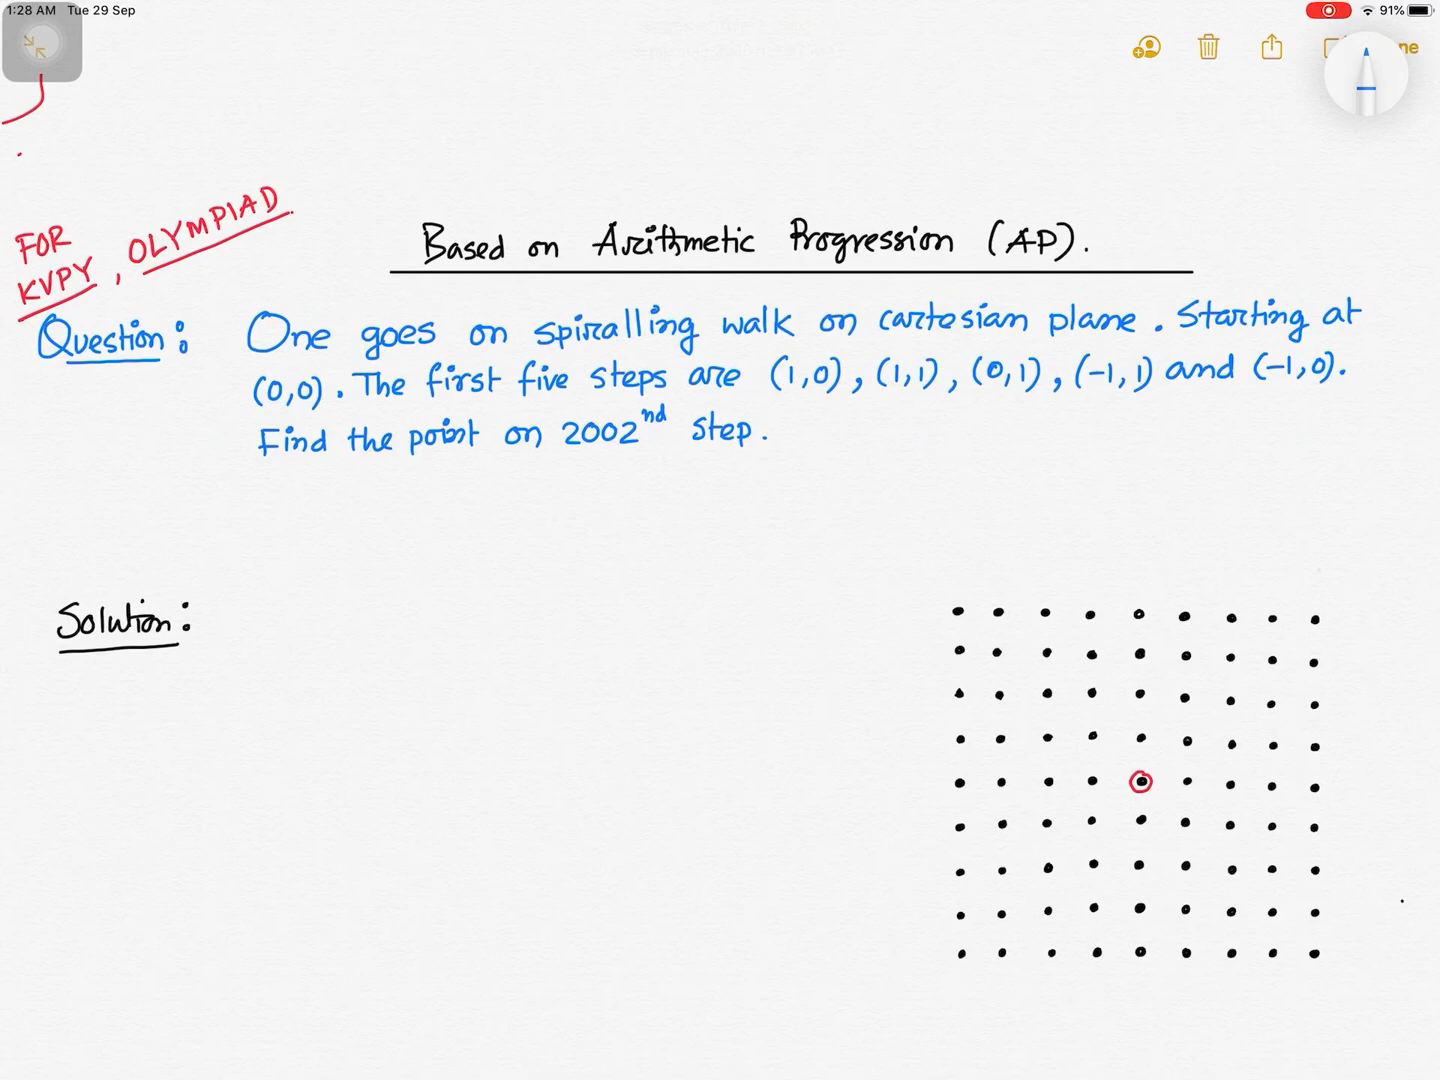 1:28 AM Tue 29 Sep
91%
ne
FOR
KVPY, OLYMPIAD
Based on Arithmetic Progression (AP).
Question: One goes on spiralling walk on cartesian plane. Starting at
(0,0). The first five steps are (1,0), (1,1), (0,1), (-1,1) and (-1,0).
Find the point on 2002nd step.
Solution: